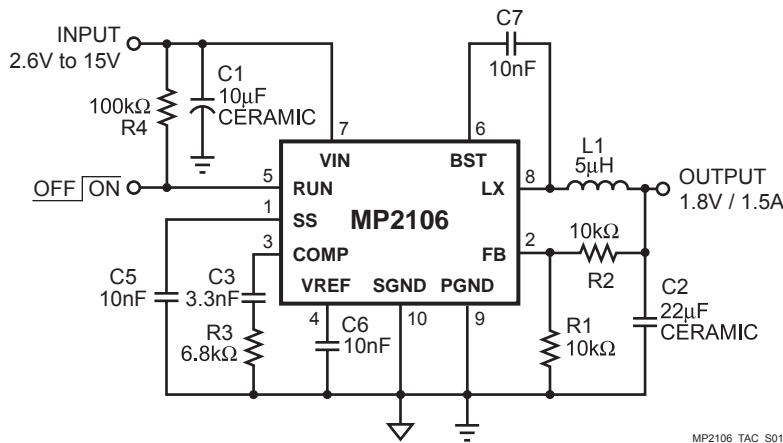 INPUT
2.6V to 15V
C7
10nF
C1
10μF
CERAMIC
100kΩ
R4
7
6
VIN
BST
L1
5μH
OFF ON
5
RUN
LX
8
OUTPUT
1.8V / 1.5A
1
SS
MP2106
3
COMP
FB
2
10kΩ
R2
C5
10nF
C3
3.3nF
VREF
SGND
PGND
C2
22μF
CERAMIC
R3
6.8kΩ
4
C6
10nF
10
9
R1
10kΩ
MP2106_TAC_S01